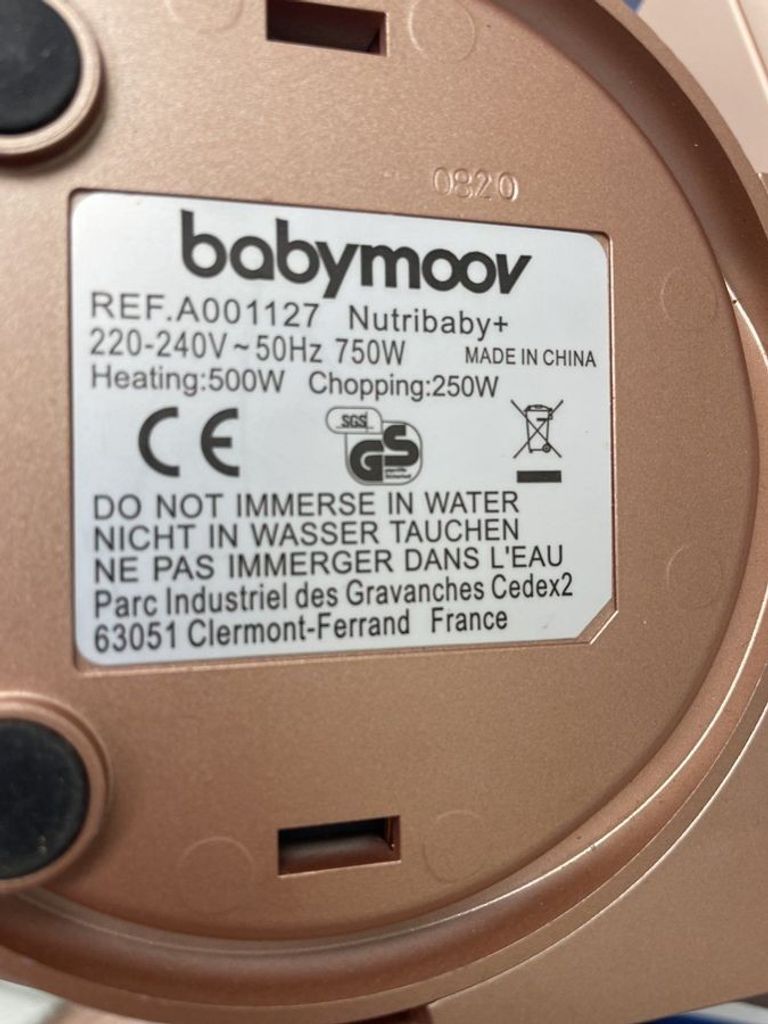 0820
babymoov
REF.A001127 Nutribaby+
220-240V ~ 50Hz 750W MADE IN CHINA
Heating:500W Chopping:250W
CE SGS GS geprüfte Sicherheit
DO NOT IMMERSE IN WATER
NICHT IN WASSER TAUCHEN
NE PAS IMMERGER DANS L'EAU
Parc Industriel des Gravanches Cedex2
63051 Clermont-Ferrand France